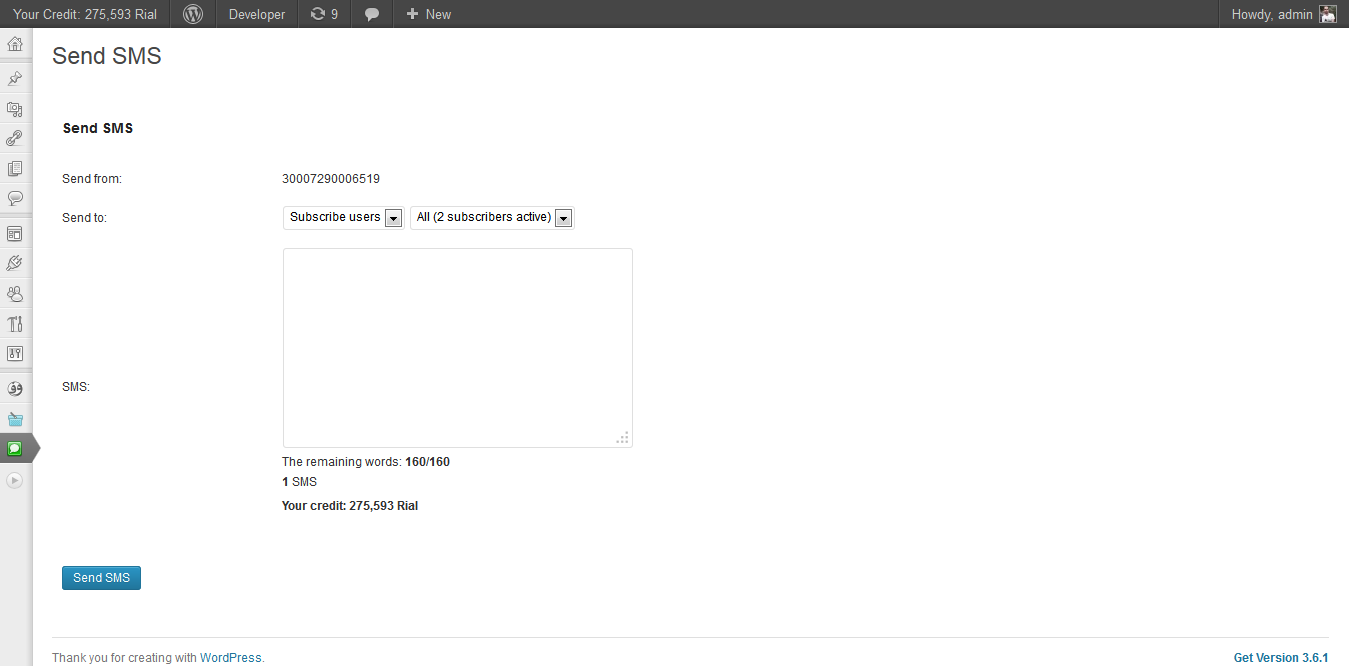 Your Credit: 275,593 Rial Developer 9 New Howdy, admin
Send SMS
Send SMS
Send from: 30007290006519
Send to: Subscribe users All (2 subscribers active)
SMS:
The remaining words: 160/160
1 SMS
Your credit: 275,593 Rial
Send SMS
Thank you for creating with WordPress. Get Version 3.6.1